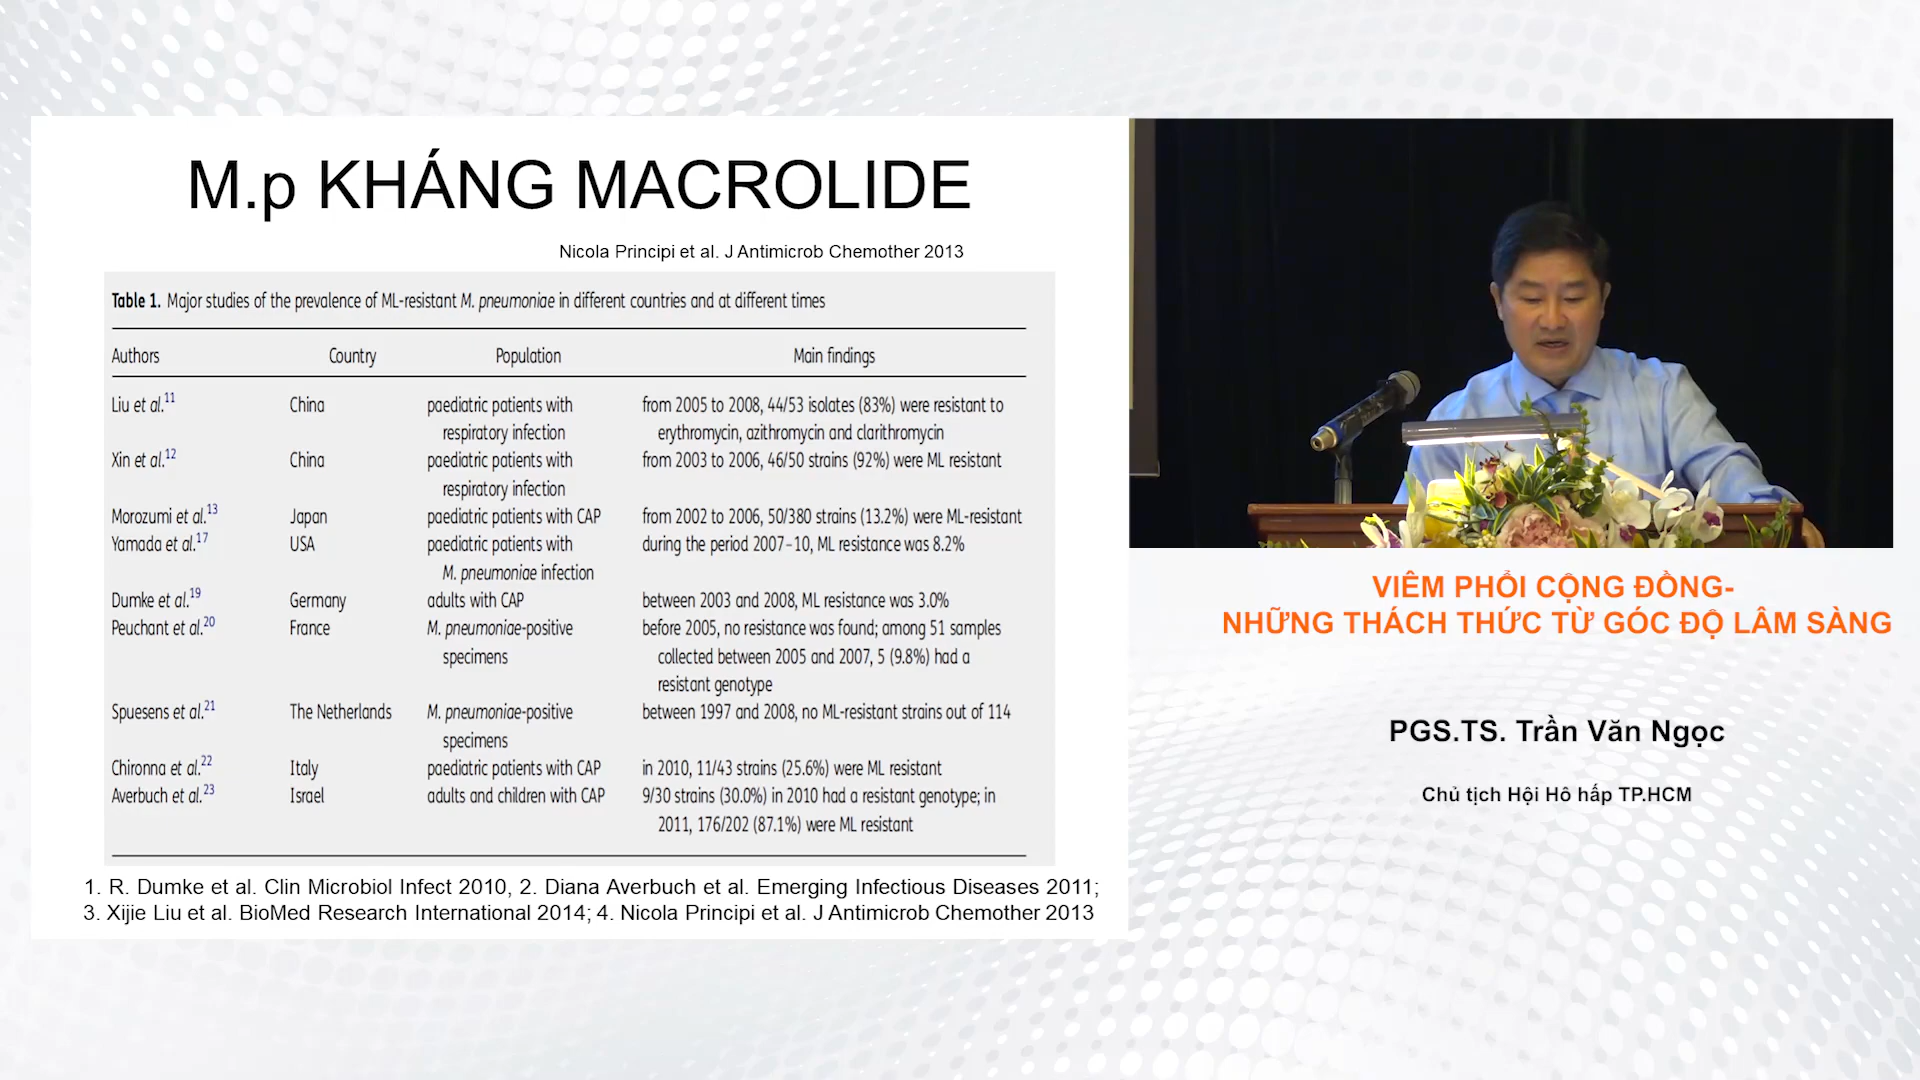 M.p KHÁNG MACROLIDE
Nicola Principi et al. J Antimicrob Chemother 2013
Table 1. Major studies of the prevalence of ML-resistant M. pneumoniae in different countries and at different times
Authors Country Population Main findings
Liu et al.11 China paediatric patients with from 2005 to 2008, 44/53 isolates (83%) were resistant to
respiratory infection erythromycin, azithromycin and clarithromycin
Xin et al.12 China paediatric patients with from 2003 to 2006, 46/50 strains (92%) were ML resistant
respiratory infection
Morozumi et al.13 Japan paediatric patients with CAP from 2002 to 2006, 50/380 strains (13.2%) were ML-resistant
Yamada et al.17 USA paediatric patients with during the period 2007–10, ML resistance was 8.2%
M. pneumoniae infection
Dumke et al.19 Germany adults with CAP between 2003 and 2008, ML resistance was 3.0%
Peuchant et al.20 France M. pneumoniae-positive before 2005, no resistance was found; among 51 samples
specimens collected between 2005 and 2007, 5 (9.8%) had a
resistant genotype
Spuesens et al.21 The Netherlands M. pneumoniae-positive between 1997 and 2008, no ML-resistant strains out of 114
specimens
Chironna et al.22 Italy paediatric patients with CAP in 2010, 11/43 strains (25.6%) were ML resistant
Averbuch et al.23 Israel adults and children with CAP 9/30 strains (30.0%) in 2010 had a resistant genotype; in
2011, 176/202 (87.1%) were ML resistant
1. R. Dumke et al. Clin Microbiol Infect 2010, 2. Diana Averbuch et al. Emerging Infectious Diseases 2011;
3. Xijie Liu et al. BioMed Research International 2014; 4. Nicola Principi et al. J Antimicrob Chemother 2013
VIÊM PHỔI CỘNG ĐỒNG-
NHỮNG THÁCH THỨC TỪ GÓC ĐỘ LÂM SÀNG
PGS.TS. Trần Văn Ngọc
Chủ tịch Hội Hô hấp TP.HCM